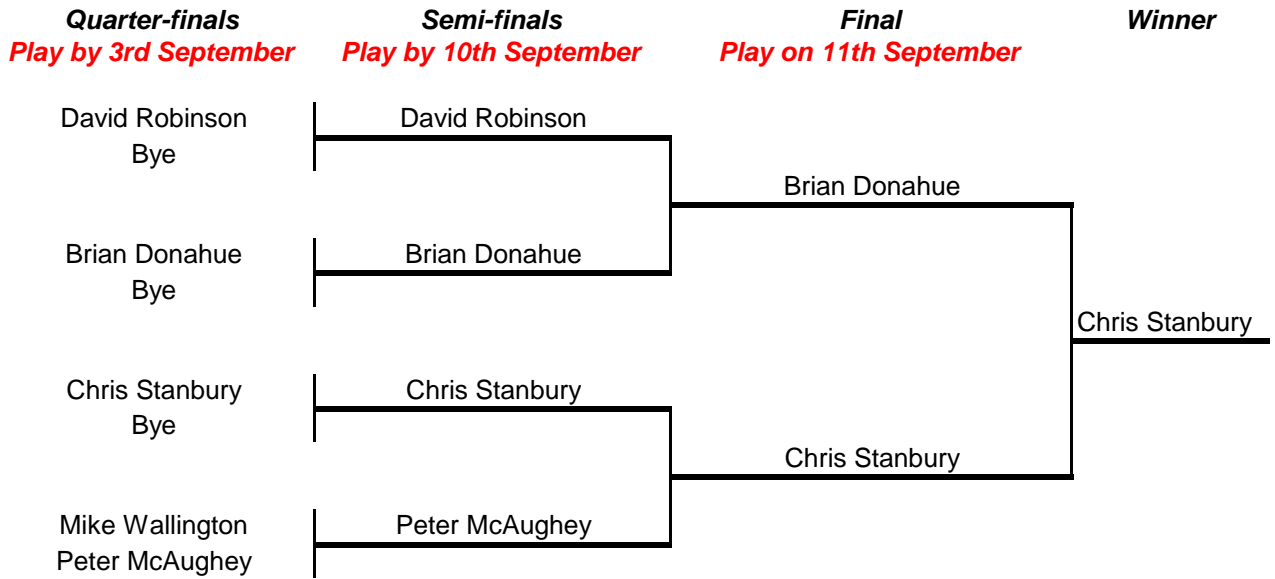 Quarter-finals Semi-finals Final Winner
Play by 3rd September Play by 10th September Play on 11th September
David Robinson David Robinson
Bye
Brian Donahue
Brian Donahue Brian Donahue
Bye
Chris Stanbury
Chris Stanbury Chris Stanbury
Bye
Chris Stanbury
Mike Wallington Peter McAughey
Peter McAughey